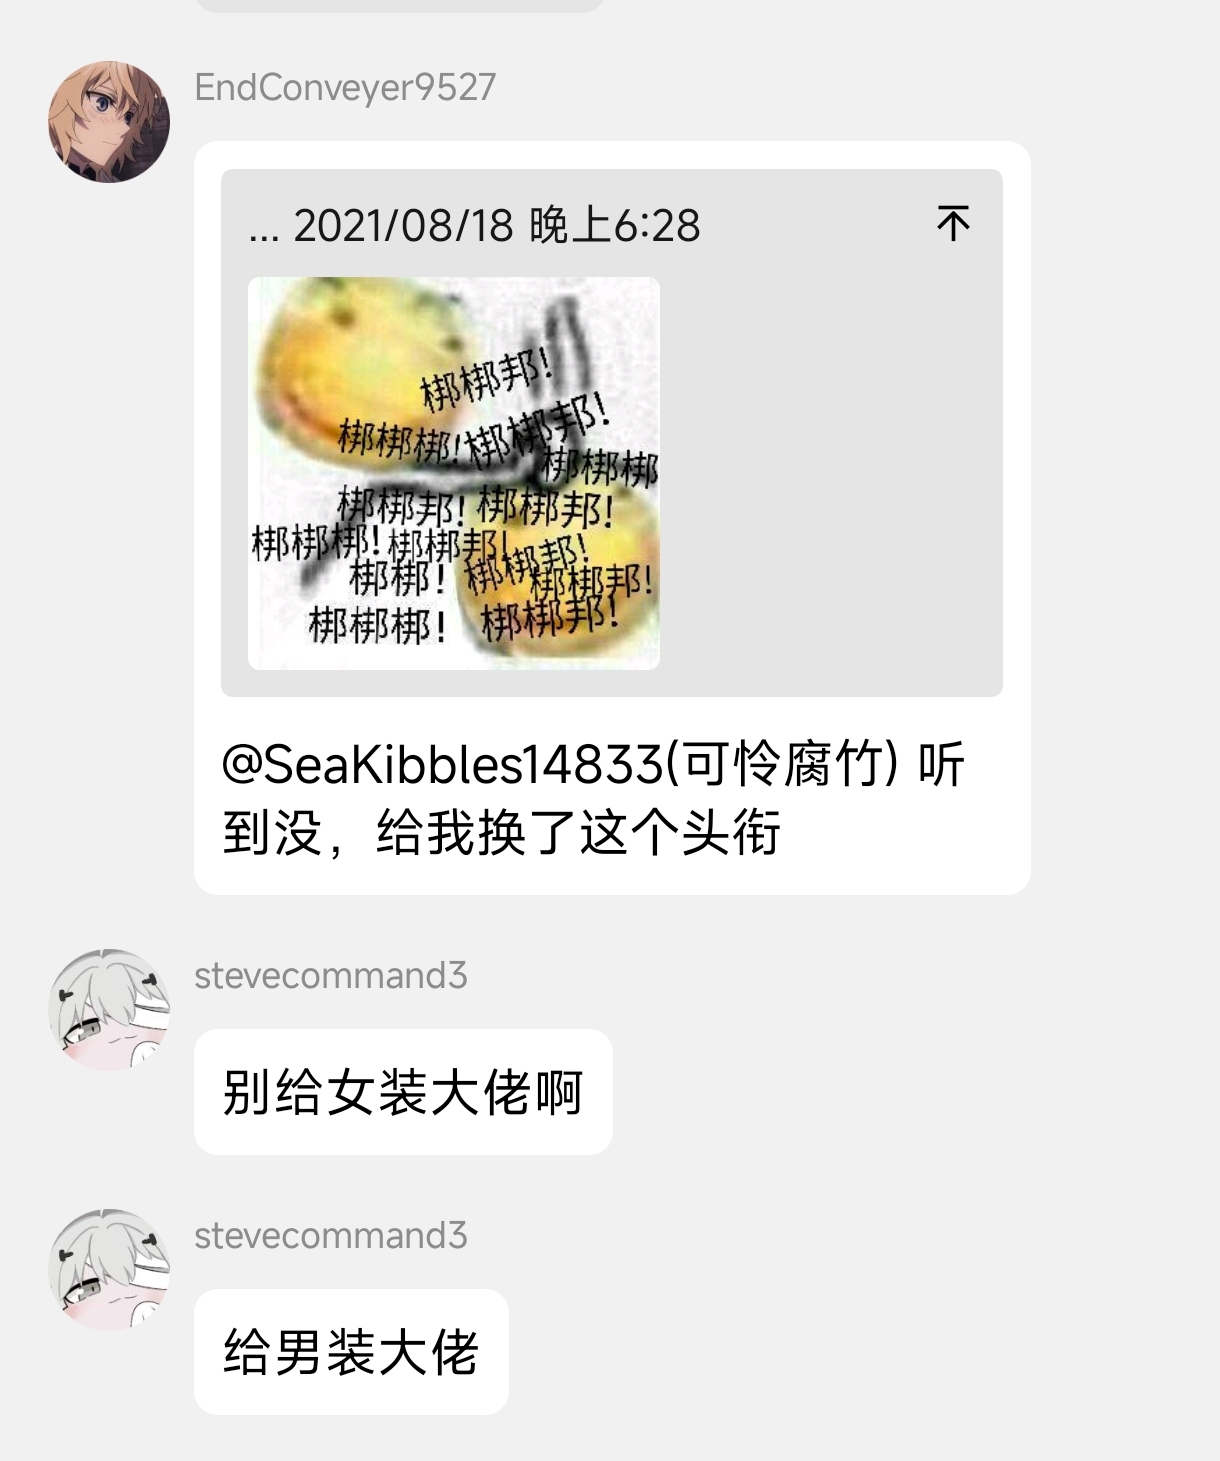 EndConveyer9527
... 2021/08/18 晚上6:28
梆梆邦!
梆梆梆!梆梆邦!
梆梆梆
梆梆邦! 梆梆邦!
梆梆梆! 梆梆邦!
梆梆邦!
梆梆! 梆梆邦!
梆梆梆! 梆梆邦!
@SeaKibbles14833(可怜腐竹) 听
到没，给我换了这个头衔
stevecommand3
别给女装大佬啊
stevecommand3
给男装大佬